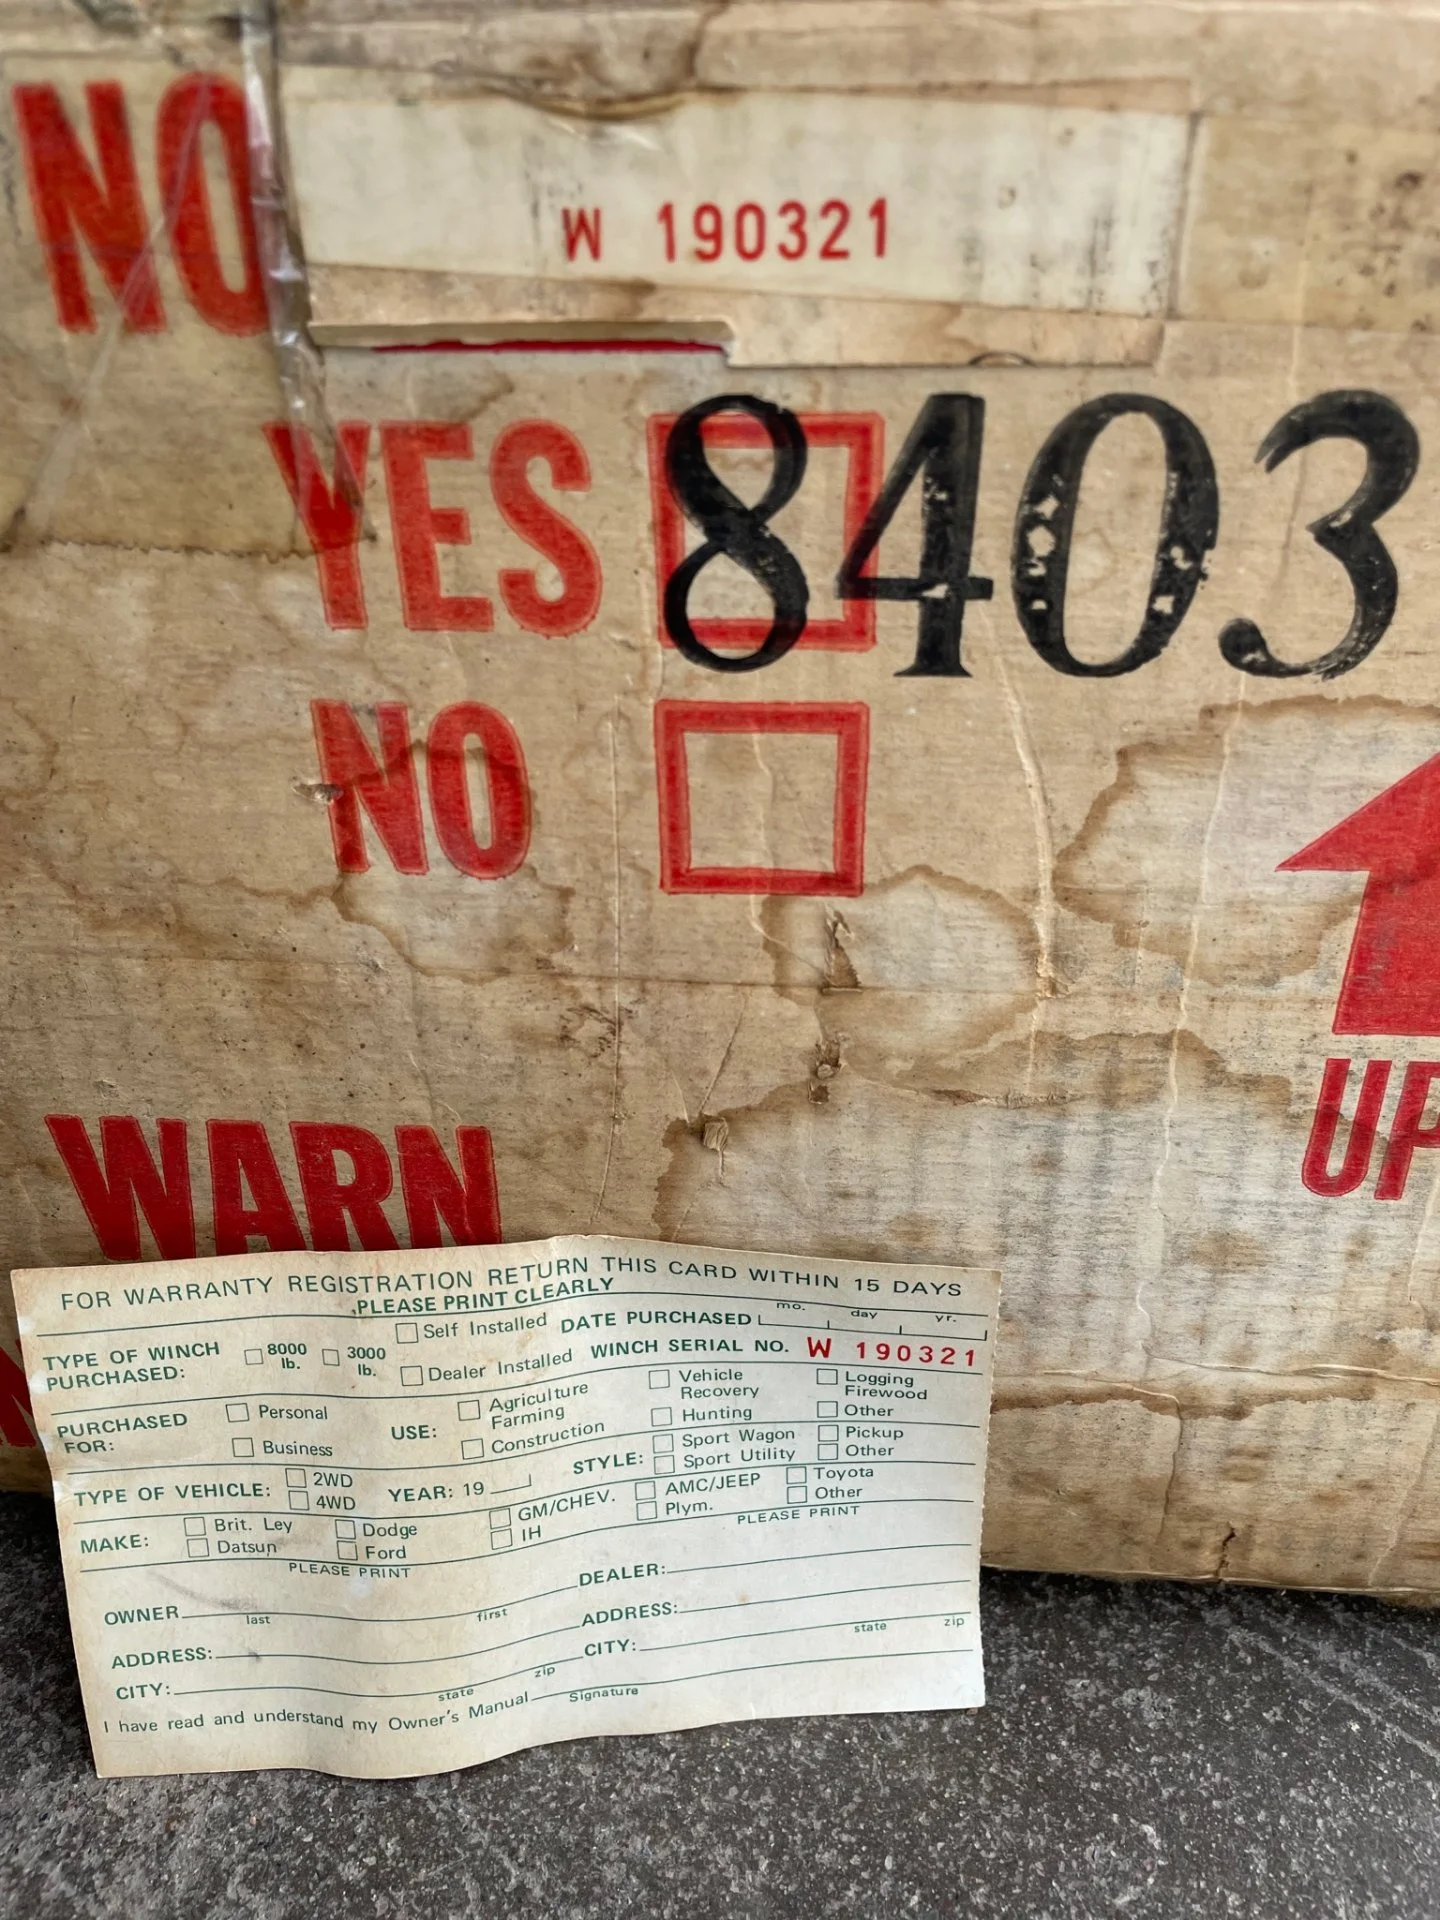 NO
W 190321
YES 8403
NO
UP
WARN
FOR WARRANTY REGISTRATION RETURN THIS CARD WITHIN 15 DAYS
PLEASE PRINT CLEARLY
TYPE OF WINCH PURCHASED: 8000 lb. 3000 lb.
Self Installed
Dealer Installed
DATE PURCHASED mo. day yr.
WINCH SERIAL NO. W 190321
PURCHASED FOR: Personal
Business
USE: Agriculture Farming
Construction
Vehicle Recovery
Hunting
Logging Firewood
Other
TYPE OF VEHICLE: 2WD
4WD
YEAR: 19
STYLE: Sport Wagon
Sport Utility
Pickup
Other
MAKE: Brit. Ley
Datsun
Dodge
Ford
GM/CHEV.
IH
AMC/JEEP
Plym.
Toyota
Other
PLEASE PRINT
OWNER
last first
ADDRESS:
CITY:
state zip
PLEASE PRINT
DEALER:
ADDRESS:
CITY:
state zip
I have read and understand my Owner's Manual
Signature